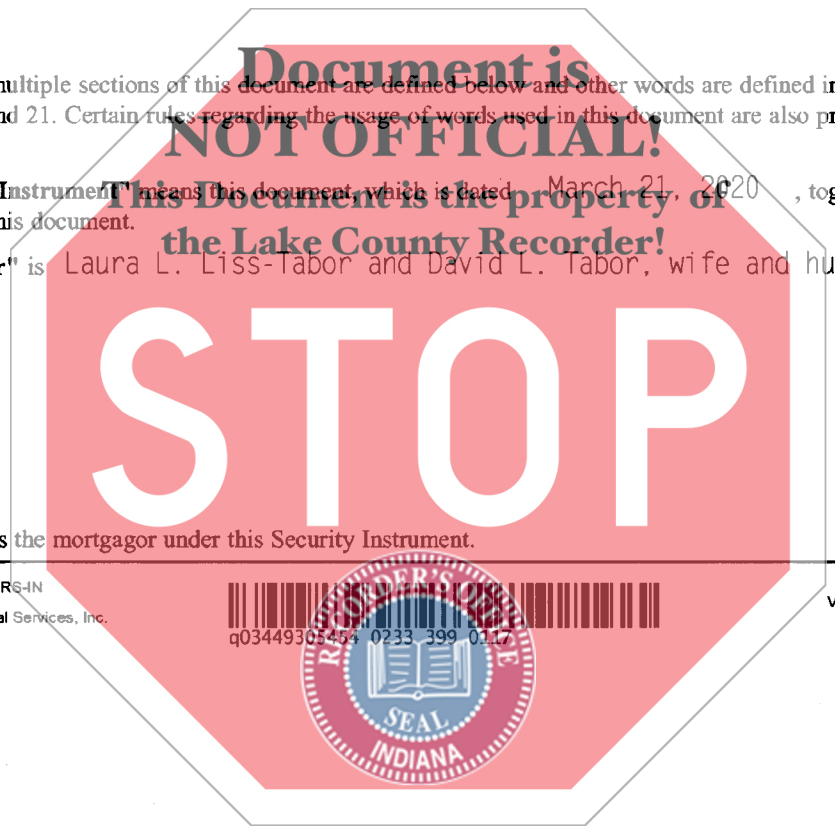 Document is
ultiple sections of this document are defined below and other words are defined in
nd 21. Certain rules regarding the usage of words used in this document are also pr
NOT OFFICIAL!
Instrument" means this document, which is dated March 21, 2020 , tog
This Document is the property of
his document.
the Lake County Recorder!
r" is Laura L. Liss-Tabor and David L. Tabor, wife and hu
STOP
s the mortgagor under this Security Instrument.
RS-IN
al Services, Inc.
V
q03449305454 0233 399 0117
RECORDER'S OFFICE
SEAL
INDIANA